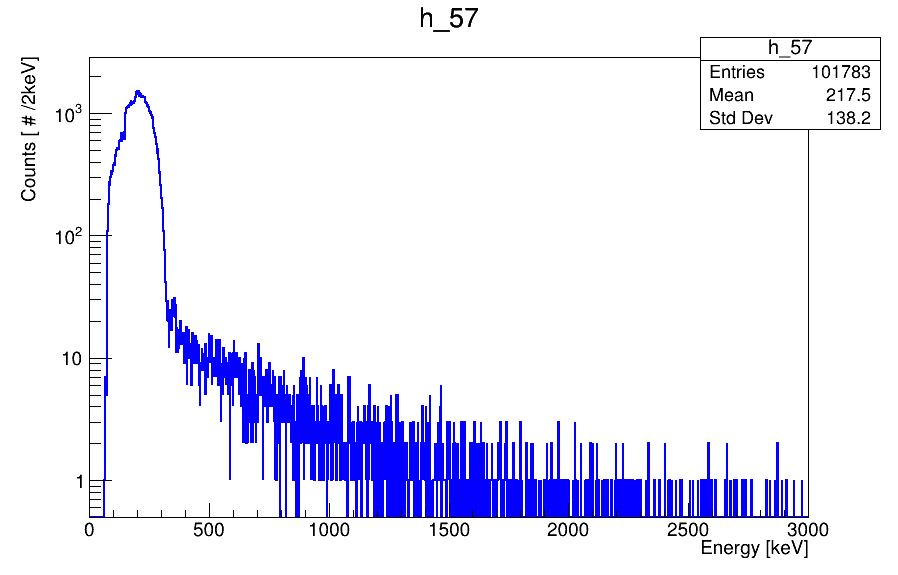 h_57
h_57
Entries 101783
Mean 217.5
Std Dev 138.2
Counts [ # /2keV]
10³
10²
10
1
0 500 1000 1500 2000 2500 3000
Energy [keV]